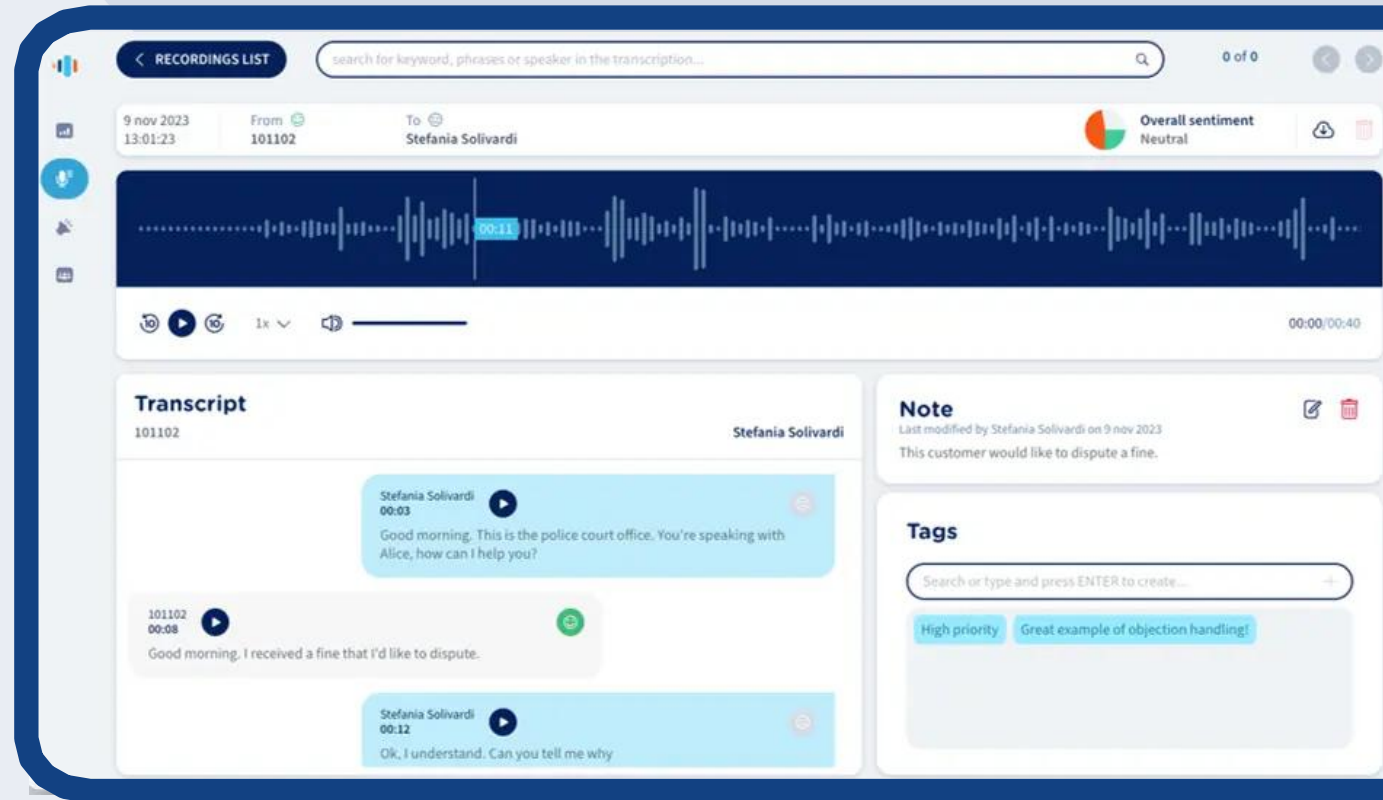 RECORDINGS LIST
search for keyword, phrases or speaker in the transcription...
0 of 0
9 nov 2023
13:01:23
From
101102
To
Stefania Solivardi
Overall sentiment
Neutral
00:11
10
10
1x
00:00/00:40
Transcript
101102
Stefania Solivardi
Stefania Solivardi
00:03
Good morning. This is the police court office. You're speaking with
Alice, how can I help you?
101102
00:08
Good morning. I received a fine that I'd like to dispute.
Stefania Solivardi
00:12
Ok, I understand. Can you tell me why
Note
Last modified by Stefania Solivardi on 9 nov 2023
This customer would like to dispute a fine.
Tags
Search or type and press ENTER to create...
High priority
Great example of objection handling!